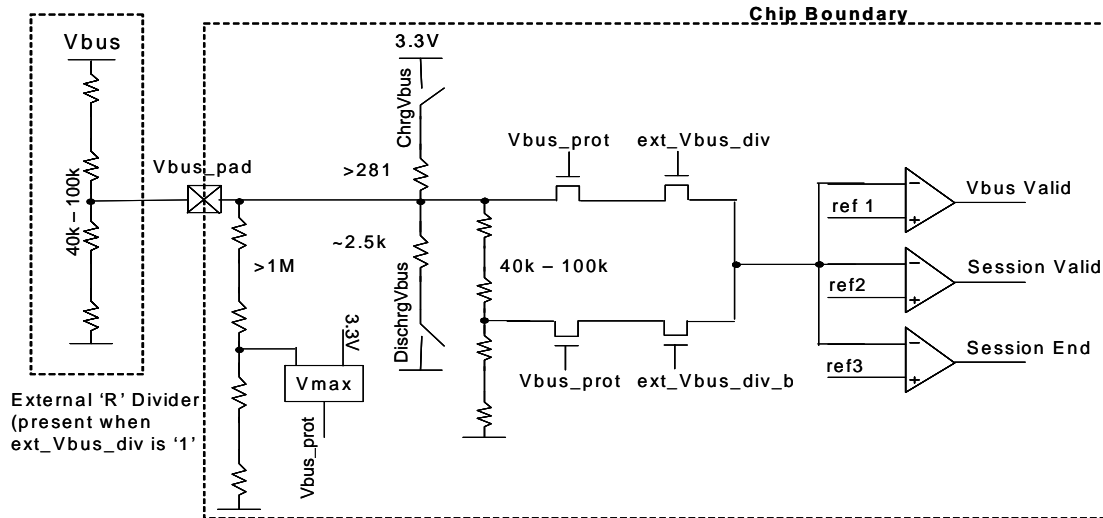 Chip Boundary
Vbus
3.3V
ChrgVbus
Vbus_prot
ext_Vbus_div
Vbus_pad
>281
40k – 100k
~2.5k
>1M
40k – 100k
DischrgVbus
ref 1
Vbus Valid
ref2
Session Valid
ref3
Session End
3.3V
Vmax
Vbus_prot
Vbus_prot
ext_Vbus_div_b
External ‘R’ Divider
(present when
ext_Vbus_div is ‘1’